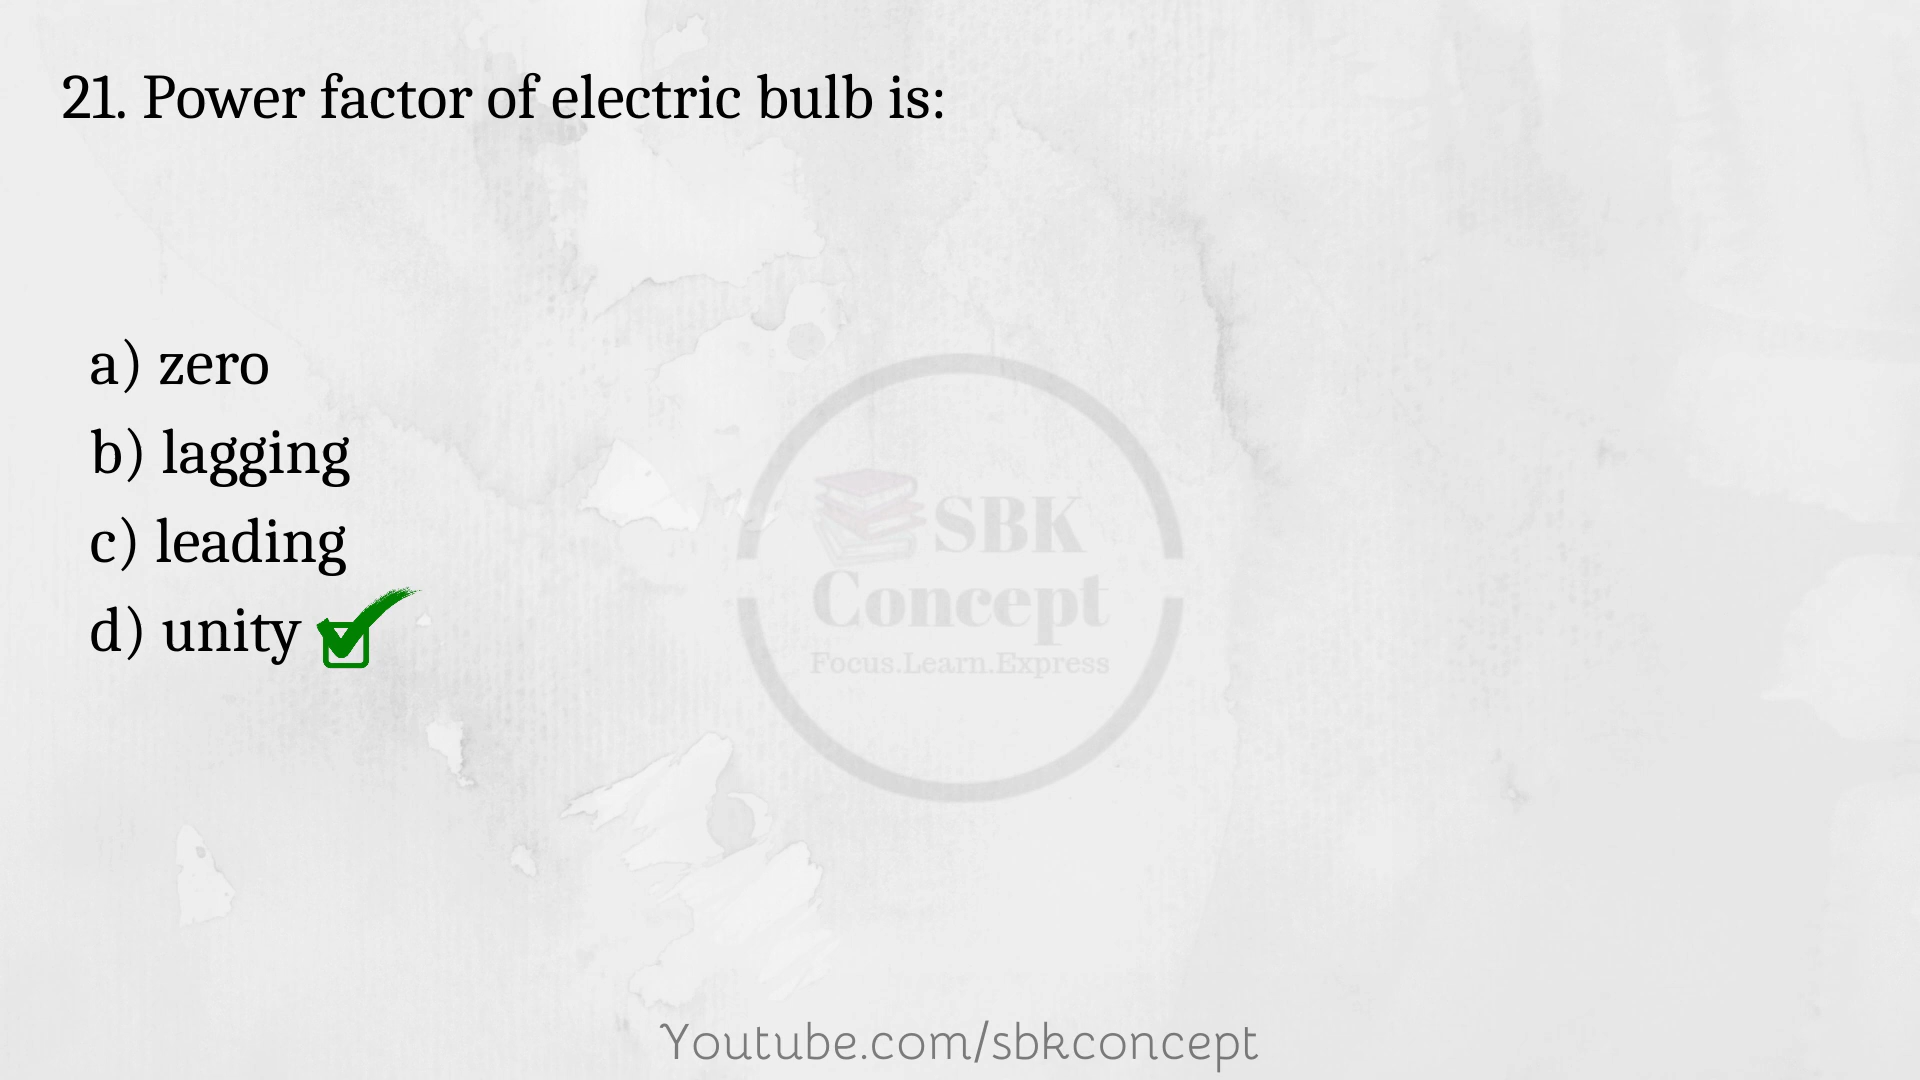 21. Power factor of electric bulb is:
a) zero
b) lagging
c) leading
d) unity
SBK
Concept
Focus.Learn.Express
Youtube.com/sbkconcept